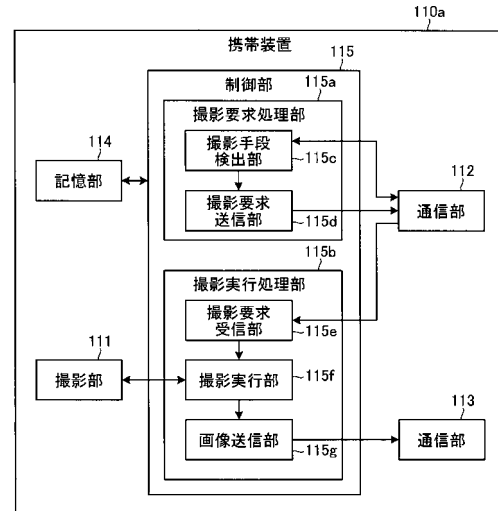 110a
携帯装置
115
制御部
115a
撮影要求処理部
撮影手段
検出部
115c
撮影要求
送信部
115d
114
記憶部
112
通信部
115b
撮影実行処理部
撮影要求
受信部
115e
111
撮影部
撮影実行部
115f
画像送信部
115g
113
通信部